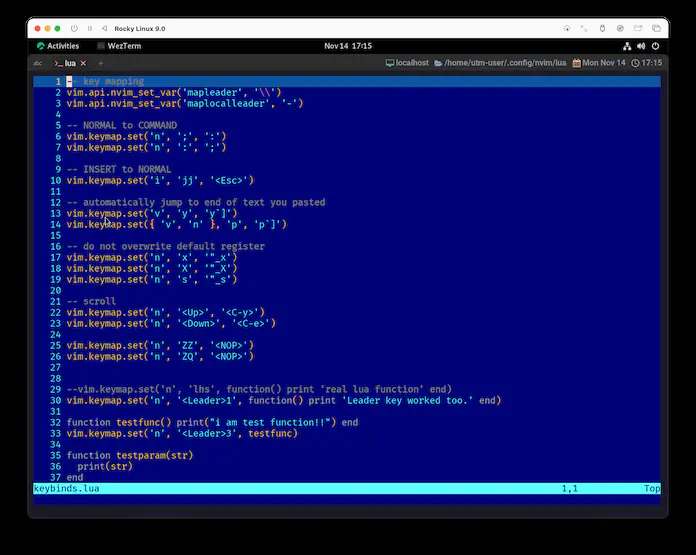 Rocky Linux 9.0
Activities WezTerm Nov 14 17:15
abc >_ lua × + localhost /home/utm-user/.config/nvim/lua Mon Nov 14 17:15
1 -- key mapping
2 vim.api.nvim_set_var('mapleader', '\\')
3 vim.api.nvim_set_var('maplocalleader', '-')
4
5 -- NORMAL to COMMAND
6 vim.keymap.set('n', ';', ':')
7 vim.keymap.set('n', ':', ';')
8
9 -- INSERT to NORMAL
10 vim.keymap.set('i', 'jj', '<Esc>')
11
12 -- automatically jump to end of text you pasted
13 vim.keymap.set('v', 'y', 'y`]')
14 vim.keymap.set({ 'v', 'n' }, 'p', 'p`]')
15
16 -- do not overwrite default register
17 vim.keymap.set('n', 'x', '"_x')
18 vim.keymap.set('n', 'X', '"_X')
19 vim.keymap.set('n', 's', '"_s')
20
21 -- scroll
22 vim.keymap.set('n', '<Up>', '<C-y>')
23 vim.keymap.set('n', '<Down>', '<C-e>')
24
25 vim.keymap.set('n', 'ZZ', '<NOP>')
26 vim.keymap.set('n', 'ZQ', '<NOP>')
27
28
29 --vim.keymap.set('n', 'lhs', function() print 'real lua function' end)
30 vim.keymap.set('n', '<Leader>1', function() print 'Leader key worked too.' end)
31
32 function testfunc() print("i am test function!!") end
33 vim.keymap.set('n', '<Leader>3', testfunc)
34
35 function testparam(str)
36   print(str)
37 end
keybinds.lua 1,1 Top